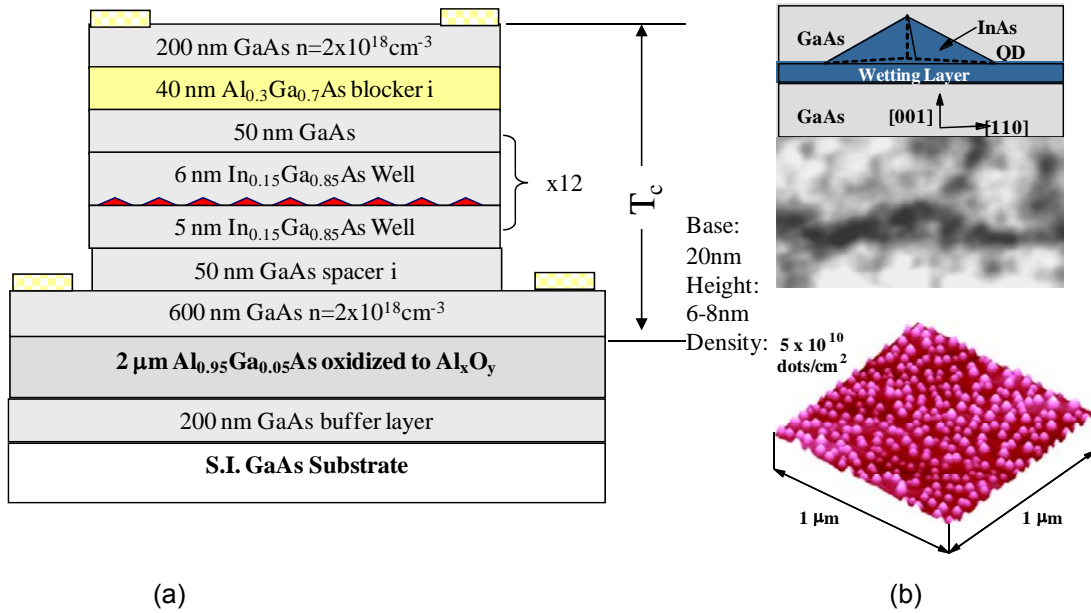 200 nm GaAs n=2x10¹⁸cm⁻³
40 nm Al₀.₃Ga₀.₇As blocker i
50 nm GaAs
6 nm In₀.₁₅Ga₀.₈₅As Well
5 nm In₀.₁₅Ga₀.₈₅As Well
x12
50 nm GaAs spacer i
600 nm GaAs n=2x10¹⁸cm⁻³
2 μm Al₀.₉₅Ga₀.₀₅As oxidized to AlₓOᵧ
200 nm GaAs buffer layer
S.I. GaAs Substrate
T_c
(a)
GaAs
InAs
QD
Wetting Layer
GaAs
[001]
[110]
Base:
20nm
Height:
6-8nm
Density:
5 x 10¹⁰
dots/cm²
1 μm
1 μm
(b)